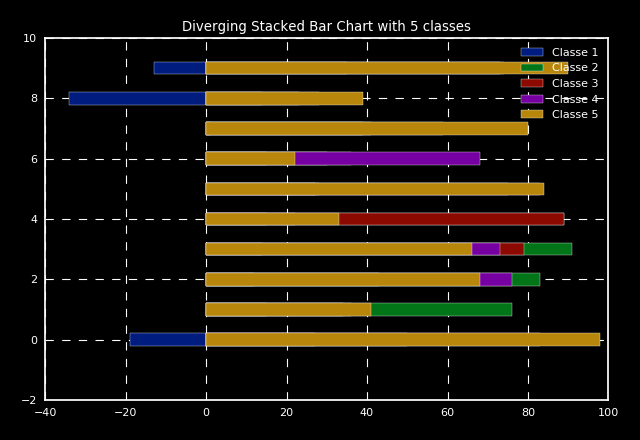 Diverging Stacked Bar Chart with 5 classes
10
8
6
4
2
0
−2
−40 −20 0 20 40 60 80 100
Classe 1
Classe 2
Classe 3
Classe 4
Classe 5